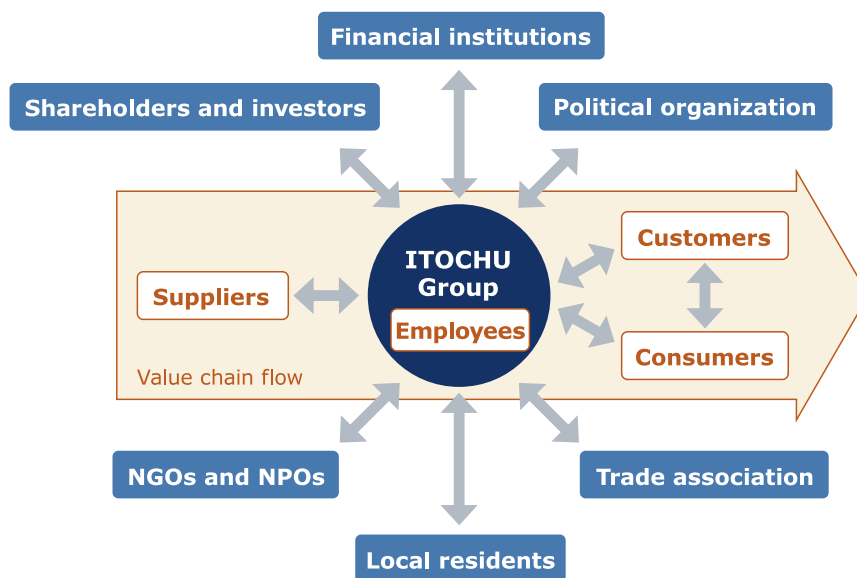 Financial institutions
Shareholders and investors
Political organization
ITOCHU
Group
Employees
Suppliers
Customers
Consumers
Value chain flow
NGOs and NPOs
Trade association
Local residents